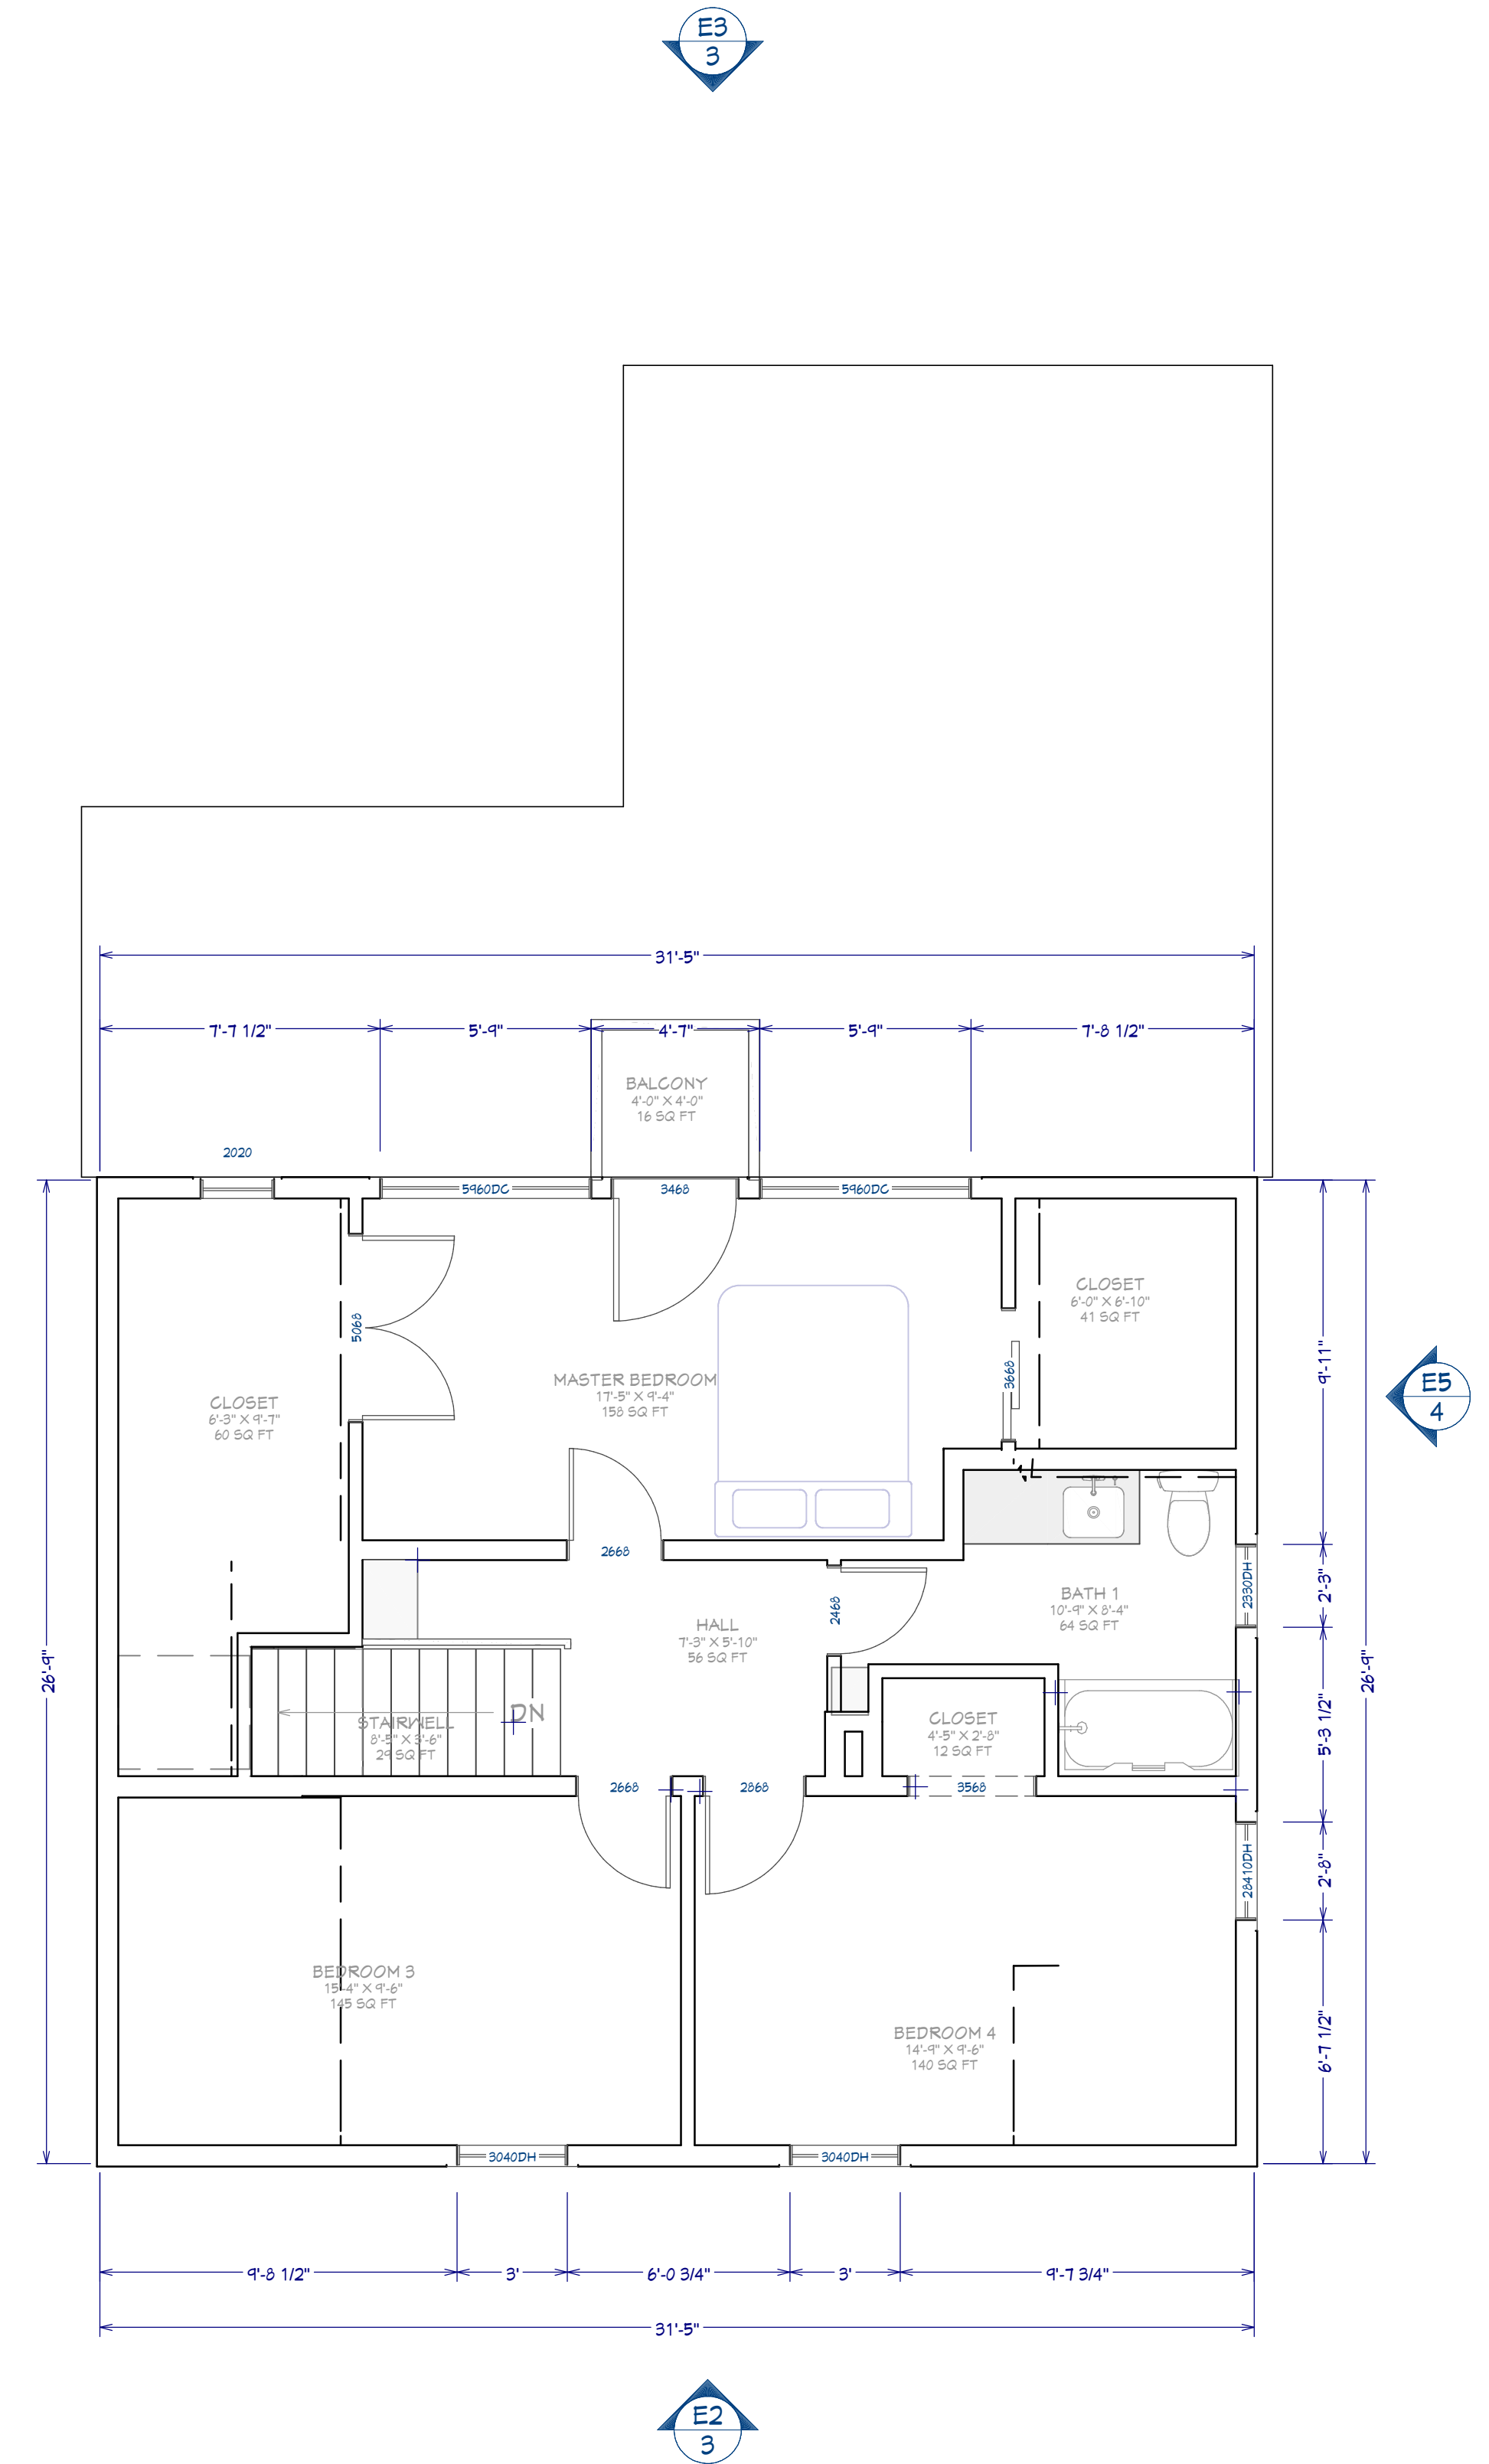 E3
3
31'-5"
7'-7 1/2" 5'-9" 4'-7" 5'-9" 7'-8 1/2"
BALCONY
4'-0" X 4'-0"
16 SQ FT
2020
5960DC 3468 5960DC
CLOSET
6'-0" X 6'-10"
41 SQ FT
5068
3668
9'-11"
E5
4
MASTER BEDROOM
17'-5" X 9'-4"
158 SQ FT
CLOSET
6'-3" X 9'-7"
60 SQ FT
2668
2468
2330DH
2'-3"
BATH 1
10'-9" X 8'-4"
64 SQ FT
HALL
7'-3" X 5'-10"
56 SQ FT
26'-9"
26'-9"
DN
STAIRWELL
8'-5" X 3'-6"
29 SQ FT
CLOSET
4'-5" X 2'-8"
12 SQ FT
5'-3 1/2"
2668 2868 3568
28410DH
2'-8"
BEDROOM 3
15'-4" X 9'-6"
145 SQ FT
BEDROOM 4
14'-9" X 9'-6"
140 SQ FT
6'-7 1/2"
3040DH 3040DH
9'-8 1/2" 3' 6'-0 3/4" 3' 9'-7 3/4"
31'-5"
E2
3